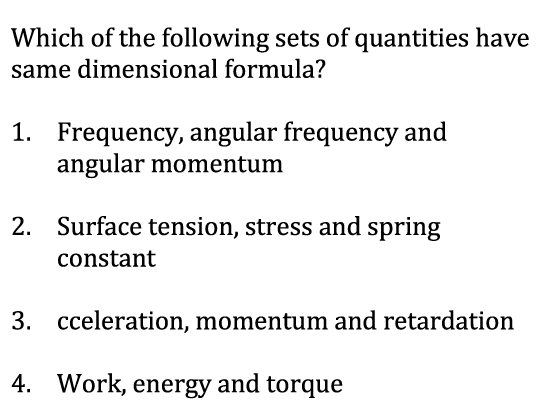 Which of the following sets of quantities have
same dimensional formula?
1. Frequency, angular frequency and
angular momentum
2. Surface tension, stress and spring
constant
3. cceleration, momentum and retardation
4. Work, energy and torque